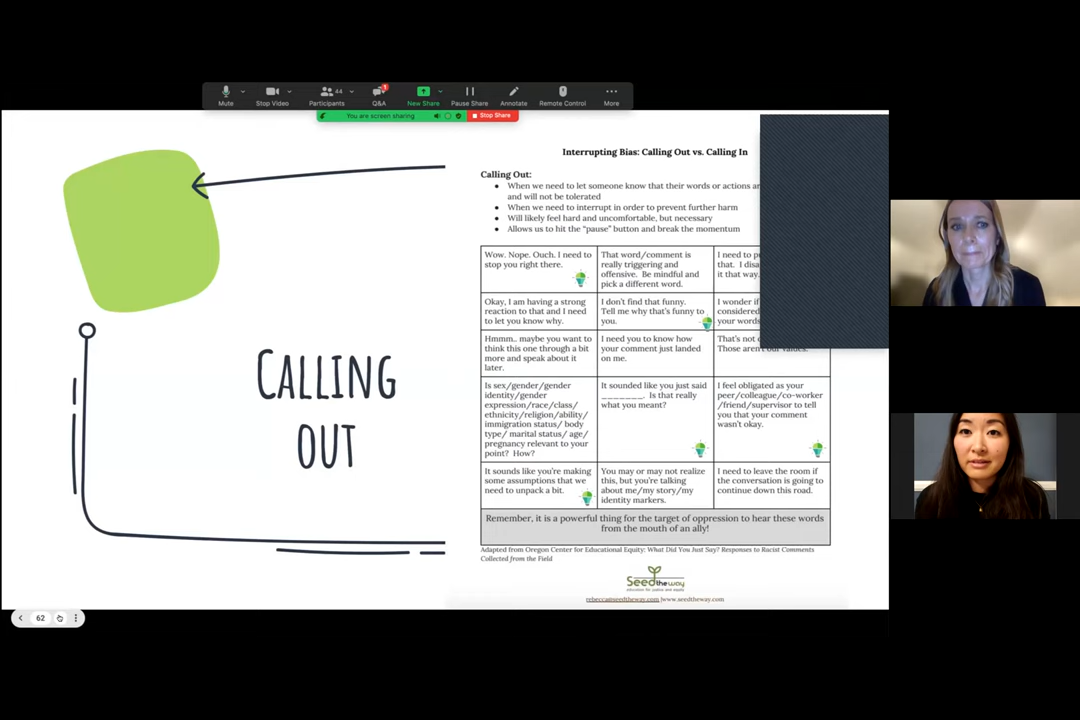 44
1
Mute
Stop Video
Participants
Q&A
New Share
Pause Share
Annotate
Remote Control
More
You are screen sharing
Stop Share
CALLING
OUT
Interrupting Bias: Calling Out vs. Calling In
Calling Out:
When we need to let someone know that their words or actions ar
and will not be tolerated
When we need to interrupt in order to prevent further harm
Will likely feel hard and uncomfortable, but necessary
Allows us to hit the "pause" button and break the momentum
Wow. Nope. Ouch. I need to
stop you right there.
That word/comment is
really triggering and
offensive. Be mindful and
pick a different word.
I need to p
that. I disa
it that way.
Okay, I am having a strong
reaction to that and I need
to let you know why.
I don't find that funny.
Tell me why that's funny to
you.
I wonder if
considered
your words
Hmmm.. maybe you want to
think this one through a bit
more and speak about it
later.
I need you to know how
your comment just landed
on me.
That's not
Those aren't our values.
Is sex/gender/gender
identity/gender
expression/race/class/
ethnicity/religion/ability/
immigration status/ body
type/ marital status/ age/
pregnancy relevant to your
point? How?
It sounded like you just said
_______. Is that really
what you meant?
I feel obligated as your
peer/colleague/co-worker
/friend/supervisor to tell
you that your comment
wasn't okay.
It sounds like you're making
some assumptions that we
need to unpack a bit.
You may or may not realize
this, but you're talking
about me/my story/my
identity markers.
I need to leave the room if
the conversation is going to
continue down this road.
Remember, it is a powerful thing for the target of oppression to hear these words
from the mouth of an ally!
Adapted from Oregon Center for Educational Equity: What Did You Just Say? Responses to Racist Comments
Collected from the Field
Seed the way
education for justice and equity
rebecca@seedtheway.com |www.seedtheway.com
62